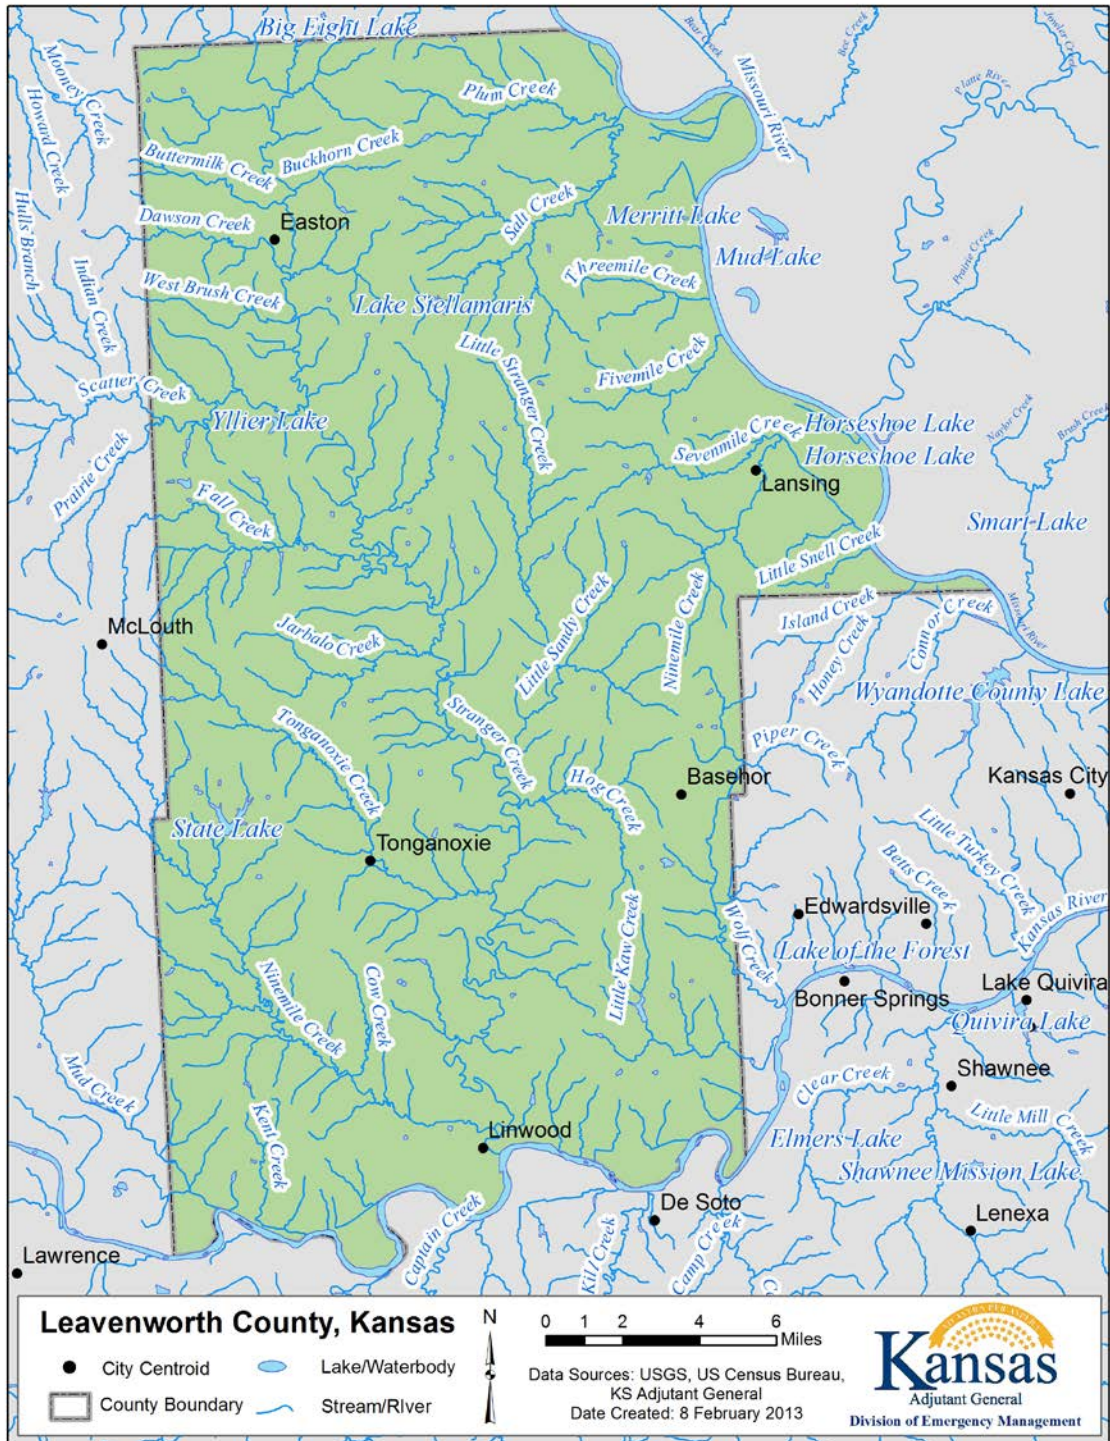 Big Eight Lake
Bear Creek
Bee Creek
Jowler Creek
Mooney Creek
Howard Creek
Plum Creek
Missouri River
Plane River
Buttermilk Creek
Buckhorn Creek
Hulls Branch
Dawson Creek
Easton
Salt Creek
Merritt Lake
Mud Lake
Prairie Creek
Indian Creek
West Brush Creek
Threemile Creek
Lake Stellamaris
Little Stranger Creek
Fivemile Creek
Scatter Creek
Yllier Lake
Sevenmile Creek
Horseshoe Lake
Horseshoe Lake
Naylor Creek
Brush Creek
Prairie Creek
Fall Creek
Lansing
Smart Lake
Little Snell Creek
McLouth
Jarbalo Creek
Little Sandy Creek
Ninemile Creek
Island Creek
Honey Creek
Connor Creek
Missouri River
Wyandotte County Lake
Tonganoxie Creek
Stranger Creek
Piper Creek
Hog Creek
Basehor
Kansas City
State Lake
Tonganoxie
Little Turkey Creek
Betts Creek
Edwardsville
Wolf Creek
Little Kaw Creek
Kansas River
Lake of the Forest
Ninemile Creek
Cow Creek
Bonner Springs
Lake Quivira
Quivira Lake
Mud Creek
Clear Creek
Shawnee
Kent Creek
Linwood
Little Mill Creek
Elmers Lake
Shawnee Mission Lake
De Soto
Captain Creek
Kill Creek
Camp Creek
Lenexa
Lawrence
Leavenworth County, Kansas
City Centroid
Lake/Waterbody
County Boundary
Stream/RIver
N
0 1 2 4 6
Miles
Data Sources: USGS, US Census Bureau,
KS Adjutant General
Date Created: 8 February 2013
AD ASTRA PER ASPERA
Kansas
Adjutant General
Division of Emergency Management